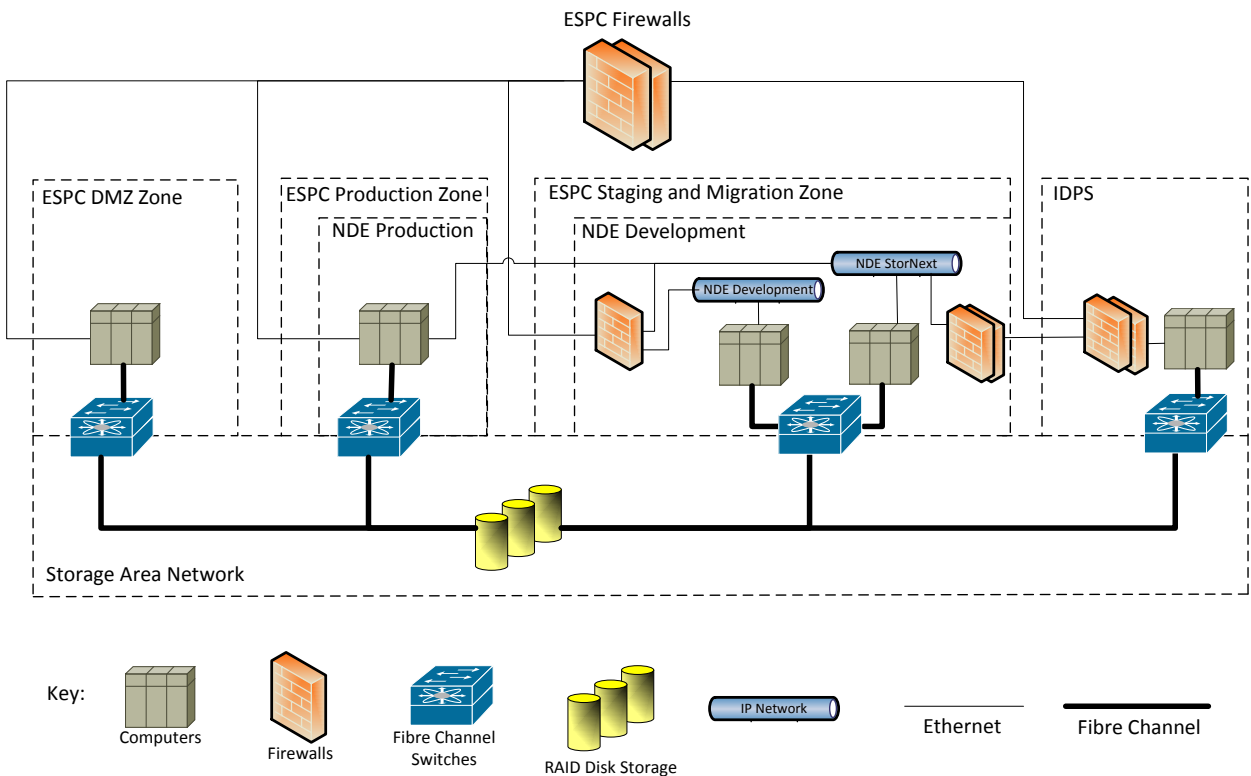 ESPC Firewalls
ESPC DMZ Zone
ESPC Production Zone
NDE Production
ESPC Staging and Migration Zone
NDE Development
IDPS
NDE StorNext
NDE Development
Storage Area Network
Key:
Computers
Firewalls
Fibre Channel
Switches
RAID Disk Storage
IP Network
Ethernet
Fibre Channel